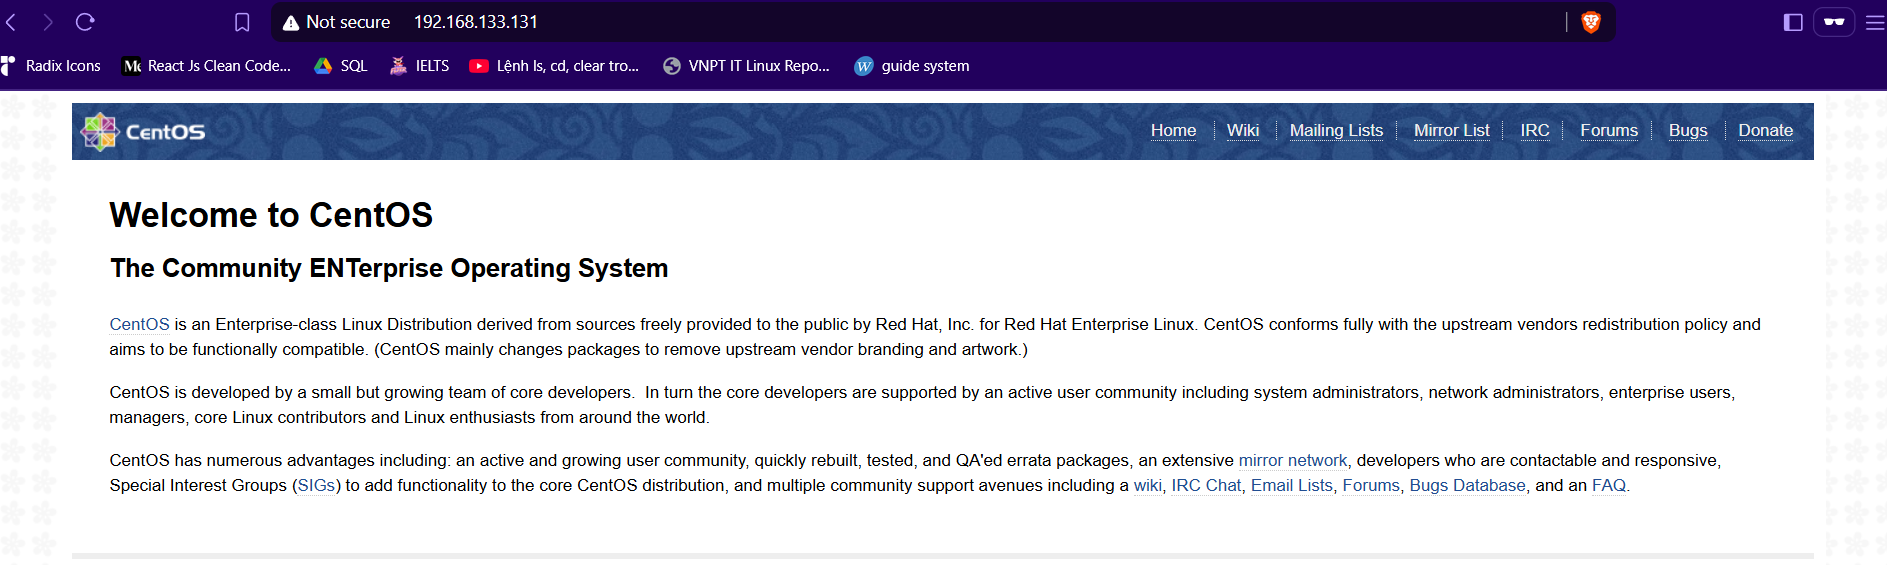 Not secure 192.168.133.131
Radix Icons React Js Clean Code... SQL IELTS Lệnh ls, cd, clear tro... VNPT IT Linux Repo... guide system
CentOS Home Wiki Mailing Lists Mirror List IRC Forums Bugs Donate
Welcome to CentOS
The Community ENTerprise Operating System
CentOS is an Enterprise-class Linux Distribution derived from sources freely provided to the public by Red Hat, Inc. for Red Hat Enterprise Linux. CentOS conforms fully with the upstream vendors redistribution policy and
aims to be functionally compatible. (CentOS mainly changes packages to remove upstream vendor branding and artwork.)
CentOS is developed by a small but growing team of core developers. In turn the core developers are supported by an active user community including system administrators, network administrators, enterprise users,
managers, core Linux contributors and Linux enthusiasts from around the world.
CentOS has numerous advantages including: an active and growing user community, quickly rebuilt, tested, and QA'ed errata packages, an extensive mirror network, developers who are contactable and responsive,
Special Interest Groups (SIGs) to add functionality to the core CentOS distribution, and multiple community support avenues including a wiki, IRC Chat, Email Lists, Forums, Bugs Database, and an FAQ.